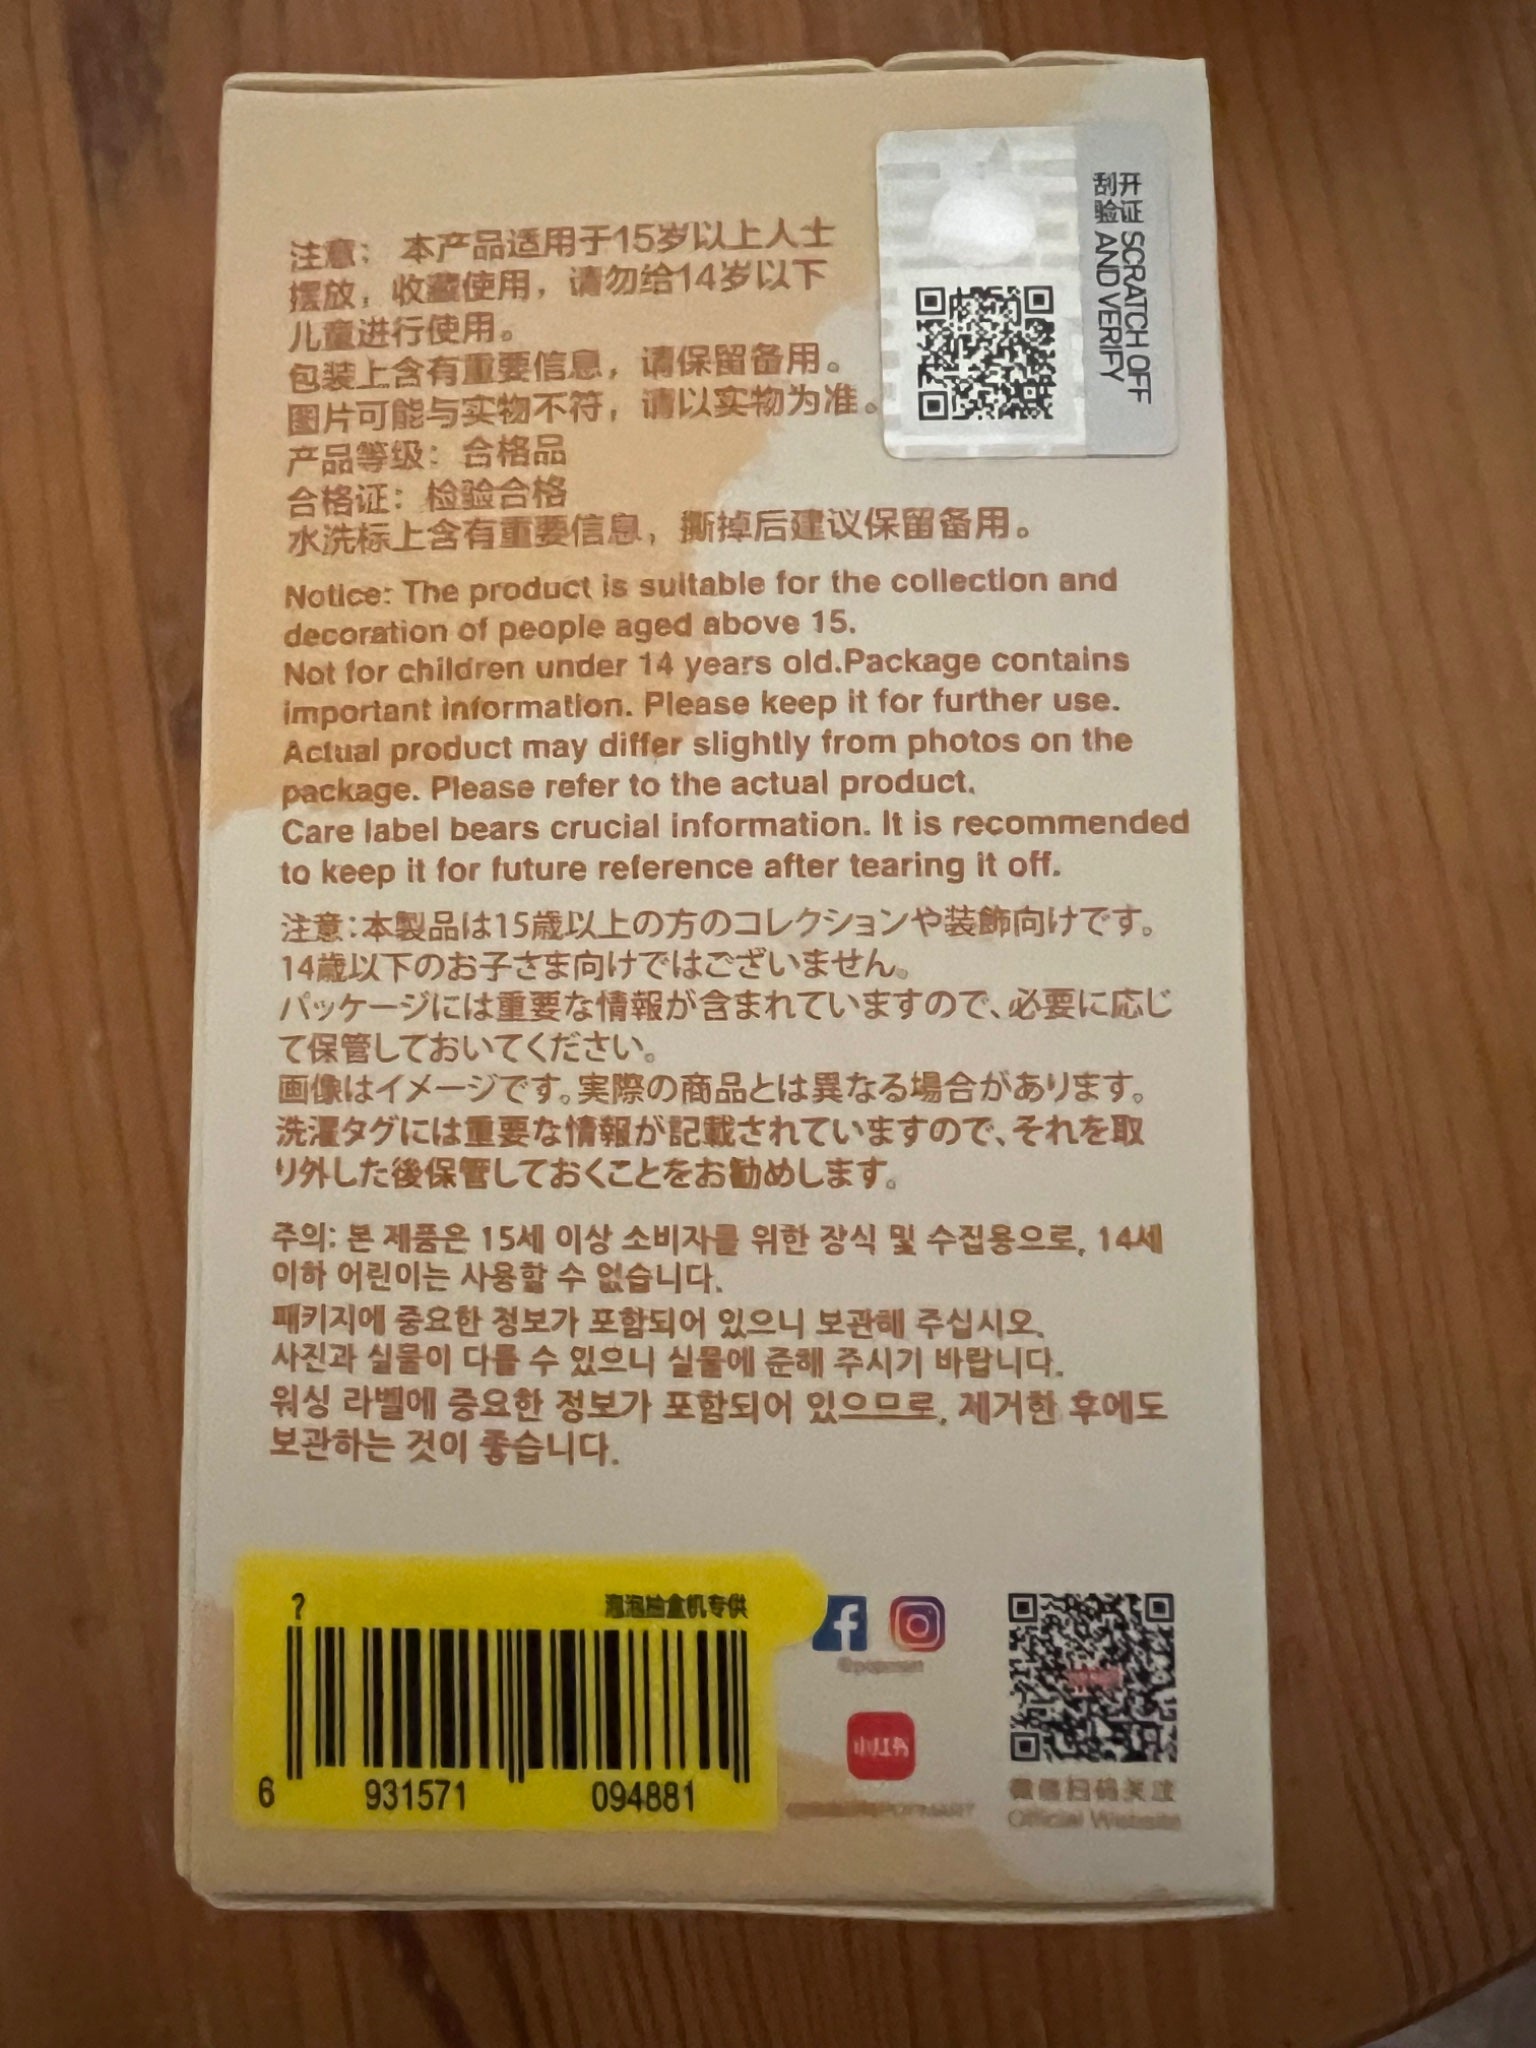 注意： 本产品适用于15岁以上人士
摆放，收藏使用，请勿给14岁以下
儿童进行使用。
包装上含有重要信息，请保留备用。
图片可能与实物不符，请以实物为准。
产品等级：合格品
合格证：检验合格
水洗标上含有重要信息，撕掉后建议保留备用。
开 SCRATCH OFF
刮 AND VERIFY
证
验
Notice: The product is suitable for the collection and
decoration of people aged above 15.
Not for children under 14 years old.Package contains
important information. Please keep it for further use.
Actual product may differ slightly from photos on the
package. Please refer to the actual product.
Care label bears crucial information. It is recommended
to keep it for future reference after tearing it off.
注意：本製品は15歳以上の方のコレクションや装飾向けです。
14歳以下のお子さま向けではございません。
パッケージには重要な情報が含まれていますので、必要に応じ
て保管しておいてください。
画像はイメージです。実際の商品とは異なる場合があります。
洗濯タグには重要な情報が記載されていますので、それを取
り外した後保管しておくことをお勧めします。
주의: 본 제품은 15세 이상 소비자를 위한 장식 및 수집용으로, 14세
이하 어린이는 사용할 수 없습니다.
패키지에 중요한 정보가 포함되어 있으니 보관해 주십시오.
사진과 실물이 다를 수 있으니 실물에 준해 주시기 바랍니다.
워싱 라벨에 중요한 정보가 포함되어 있으므로, 제거한 후에도
보관하는 것이 좋습니다.
? 泡泡抽盒机专供
6 931571 094881
@popmart
小红书
微信扫码关注
Official Website